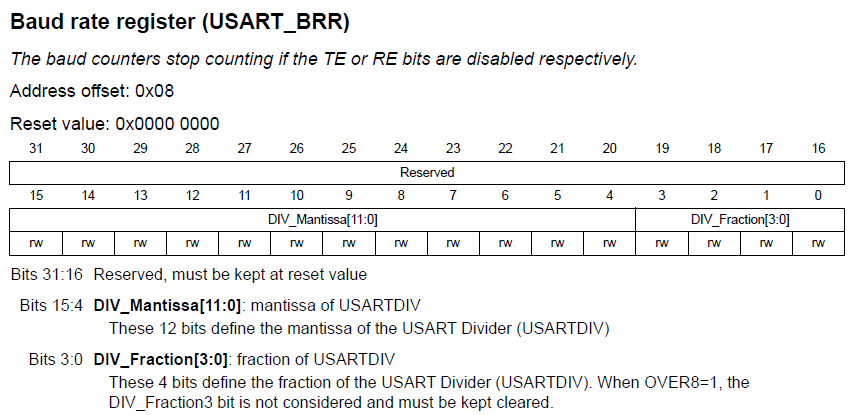 Baud rate register (USART_BRR)
The baud counters stop counting if the TE or RE bits are disabled respectively.
Address offset: 0x08
Reset value: 0x0000 0000
31 30 29 28 27 26 25 24 23 22 21 20 19 18 17 16
Reserved
15 14 13 12 11 10 9 8 7 6 5 4 3 2 1 0
DIV_Mantissa[11:0] DIV_Fraction[3:0]
rw rw rw rw rw rw rw rw rw rw rw rw rw rw rw rw
Bits 31:16 Reserved, must be kept at reset value
Bits 15:4 DIV_Mantissa[11:0]: mantissa of USARTDIV
These 12 bits define the mantissa of the USART Divider (USARTDIV)
Bits 3:0 DIV_Fraction[3:0]: fraction of USARTDIV
These 4 bits define the fraction of the USART Divider (USARTDIV). When OVER8=1, the
DIV_Fraction3 bit is not considered and must be kept cleared.